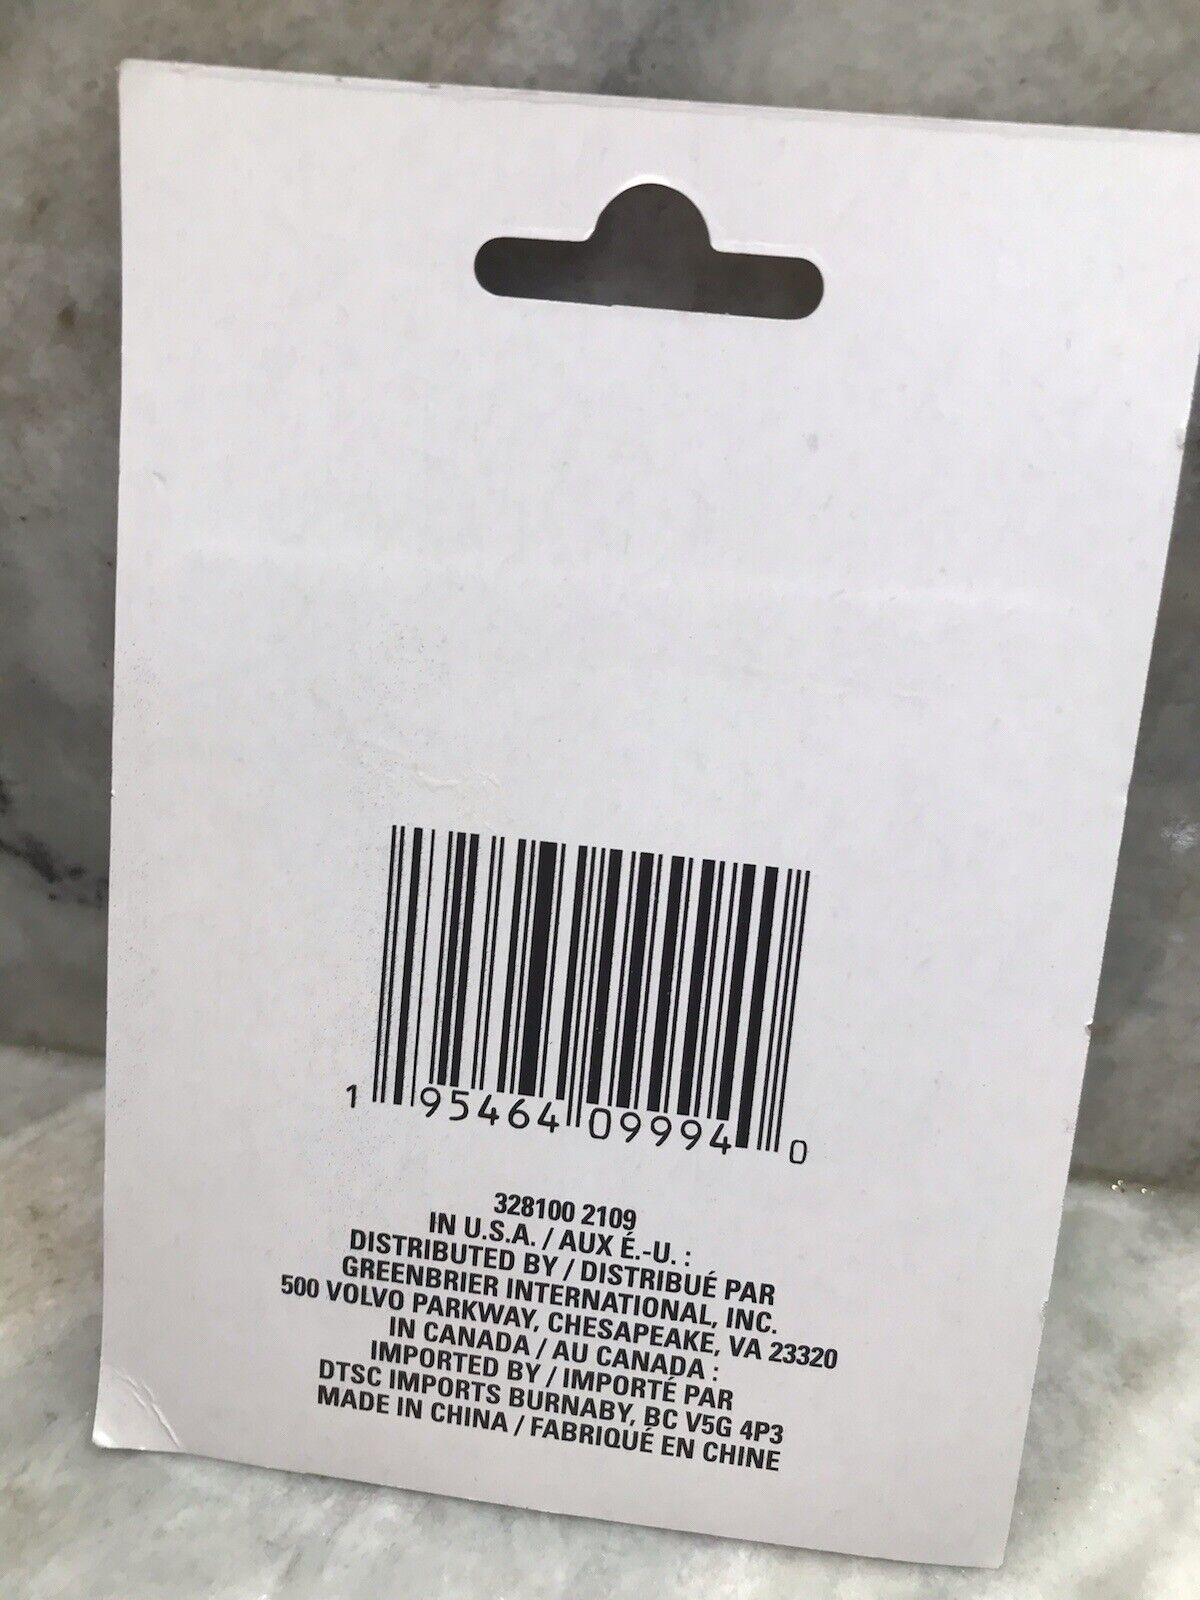 1 95464 09994 0
328100 2109
IN U.S.A. / AUX É.-U. :
DISTRIBUTED BY / DISTRIBUÉ PAR
GREENBRIER INTERNATIONAL, INC.
500 VOLVO PARKWAY, CHESAPEAKE, VA 23320
IN CANADA / AU CANADA :
IMPORTED BY / IMPORTÉ PAR
DTSC IMPORTS BURNABY, BC V5G 4P3
MADE IN CHINA / FABRIQUÉ EN CHINE